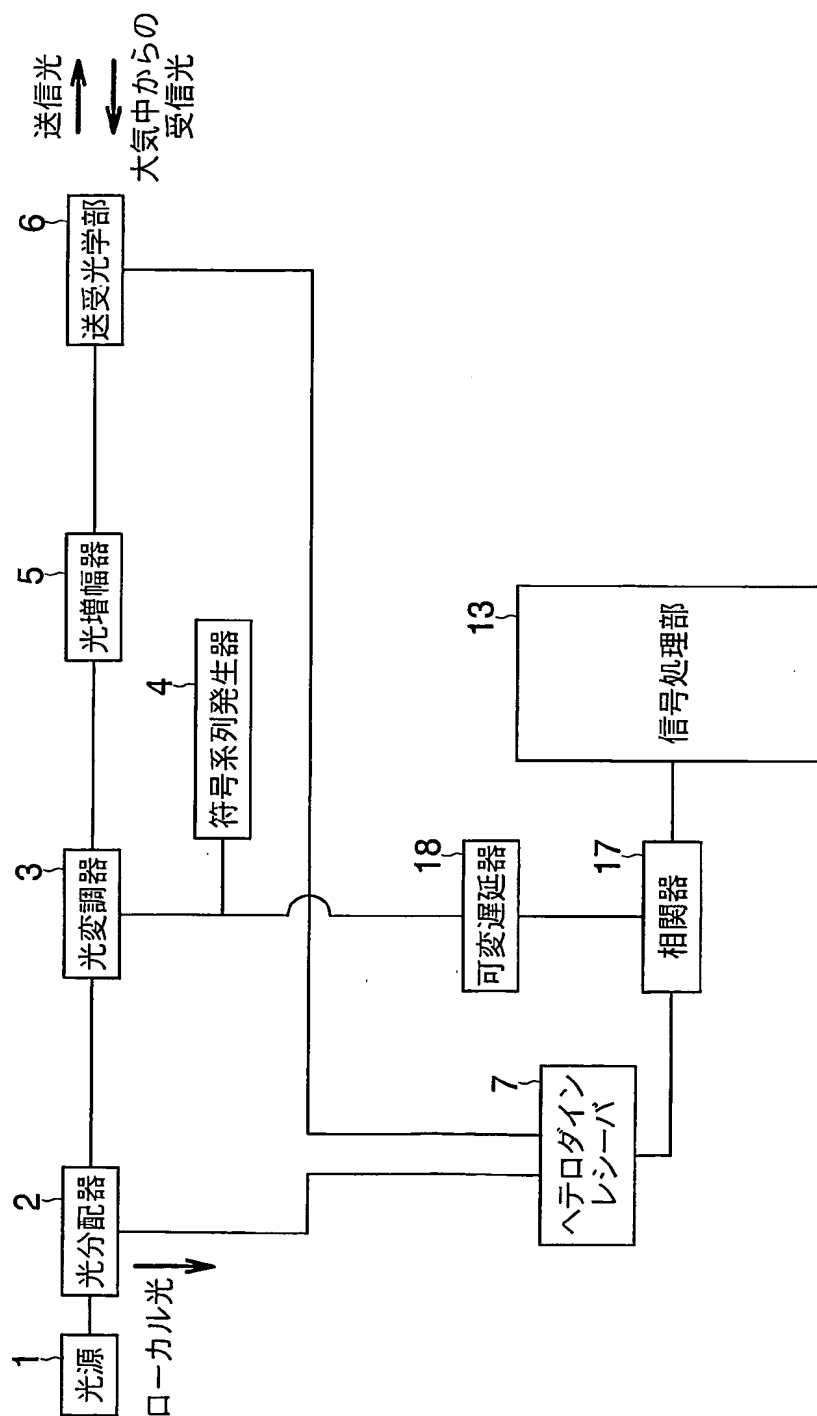 1
光源
2
光分配器
ローカル光
3
光変調器
4
符号系列発生器
5
光増幅器
6
送受光学部
送信光
大気中からの
受信光
7
ヘテロダイン
レシーバ
18
可変遅延器
17
相関器
13
信号処理部